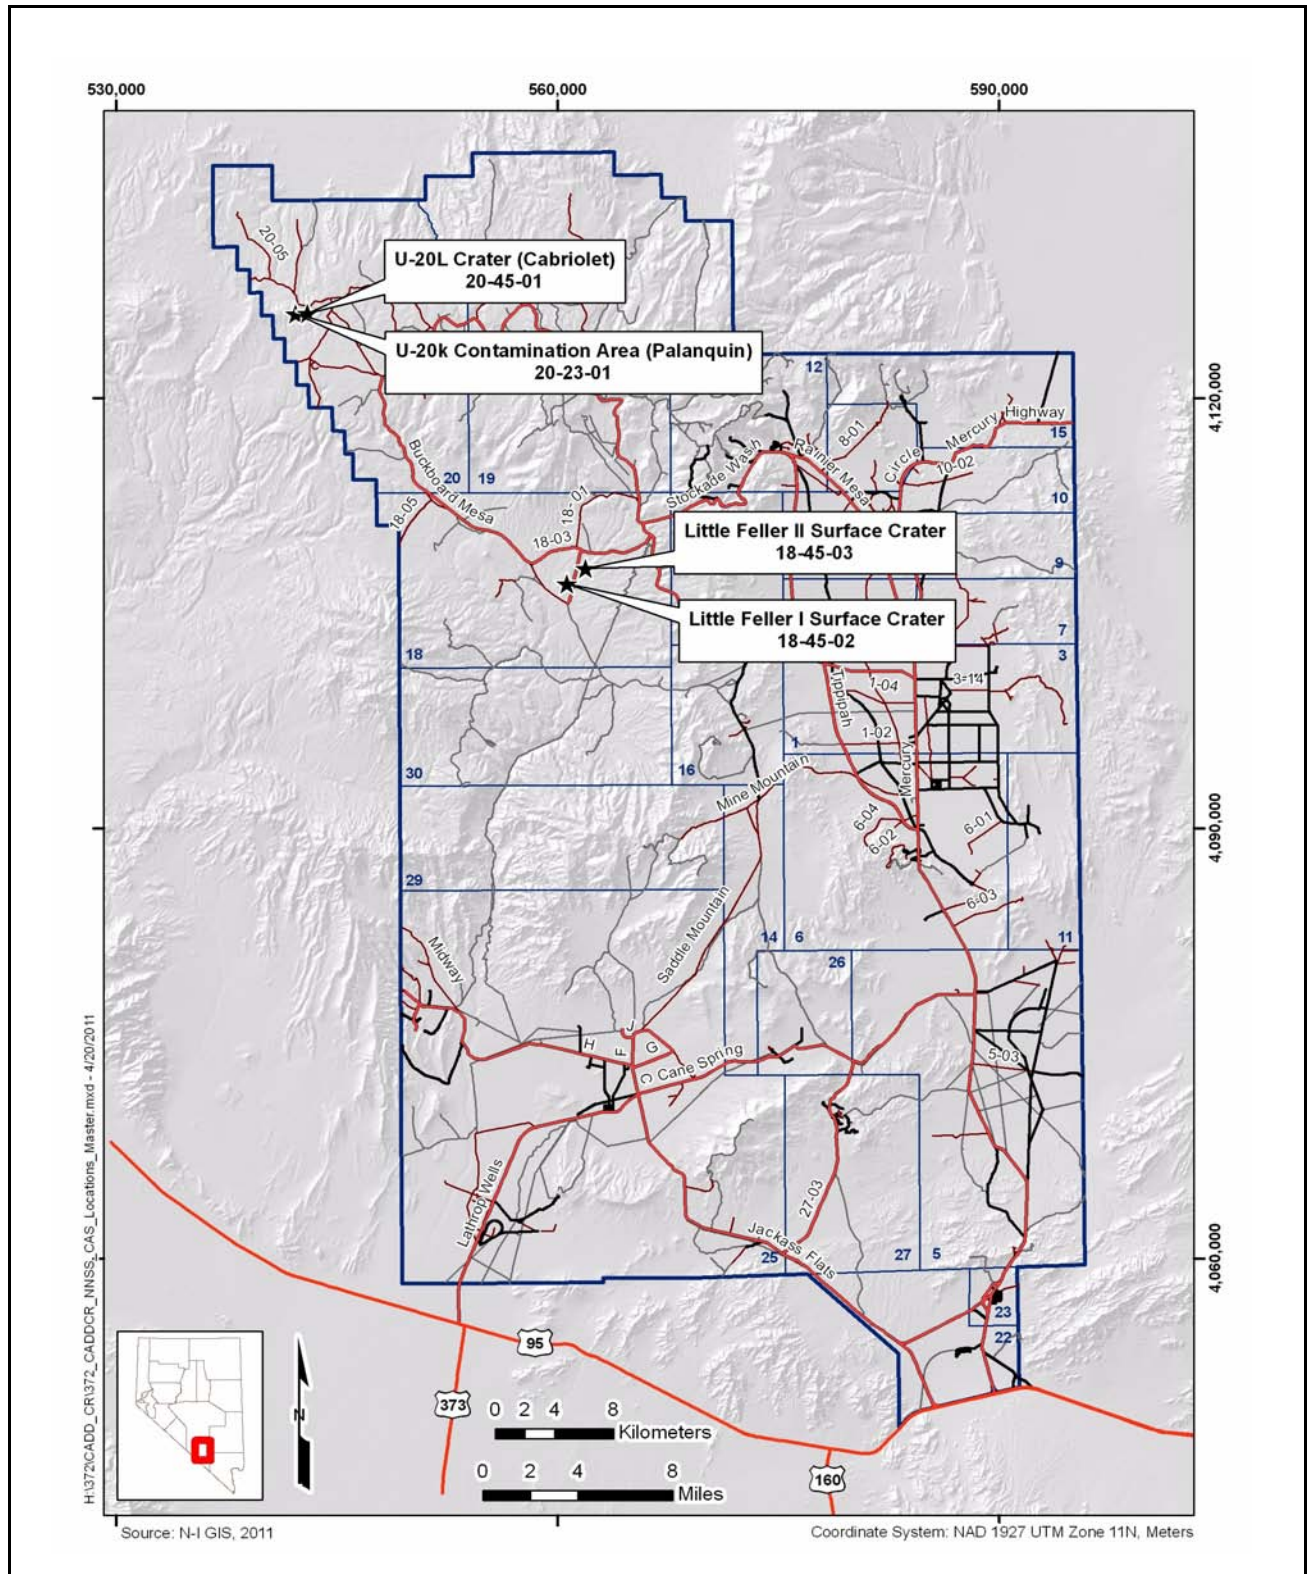 530,000
560,000
590,000
20-05
U-20L Crater (Cabriolet)
20-45-01
U-20k Contamination Area (Palanquin)
20-23-01
12
4,120,000
Mercury
Highway
Circle
15
8-01
Rainier Mesa
10-02
Stockade Wash
Buckboard Mesa
20
19
10
18-05
18-01
18-03
Little Feller II Surface Crater
18-45-03
9
Little Feller I Surface Crater
18-45-02
7
3
18
1-04
3-14
Tippipah
1-02
1
Mercury
30
16
Mine Mountain
6-04
6-02
6-01
4,090,000
29
6-03
Saddle Mountain
14
6
11
Midway
26
J
H
F
G
5-03
C
Cane Spring
27-03
Lathrop Wells
Jackass Flats
25
27
5
4,060,000
23
22
95
373
160
N
0 2 4 8
Kilometers
0 2 4 8
Miles
H:\372\CADD_CR\372_CADDCR_NNSS_CAS_Locations_Master.mxd - 4/20/2011
Source: N-I GIS, 2011
Coordinate System: NAD 1927 UTM Zone 11N, Meters